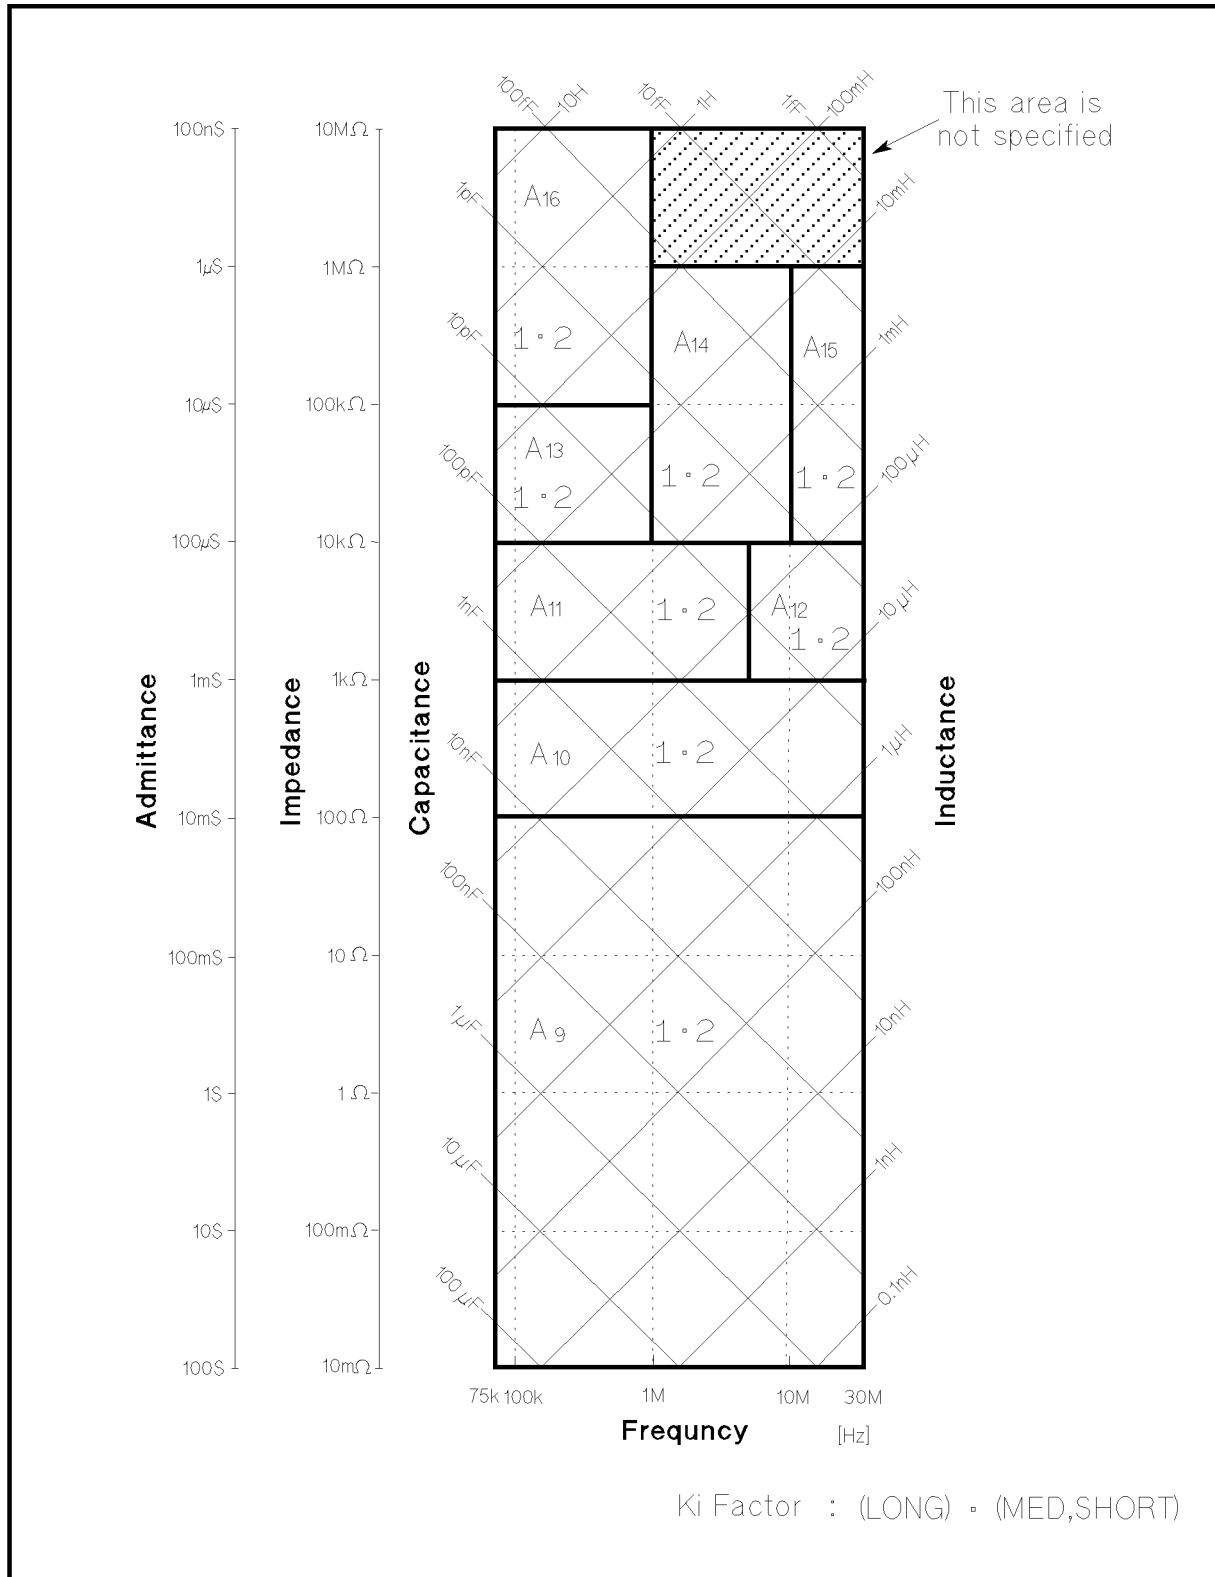 100fF 10H 10fF 1H 1fF 100mH
This area is
not specified
100nS 10MΩ
1pF A16 10mH
1μS 1MΩ
10pF 1▫2 A14 A15 1mH
10μS 100kΩ
100pF A13 1▫2 1▫2 100μH
1▫2
100μS 10kΩ
1nF A11 1▫2 A12 10μH
1▫2
1mS 1kΩ
Admittance Impedance Capacitance Inductance
10nF A10 1▫2 1μH
10mS 100Ω
100nF 100nH
100mS 10Ω
1μF A9 1▫2 10nH
1S 1Ω
10μF 1nH
10S 100mΩ
100μF 0.1nH
100S 10mΩ
75k 100k 1M 10M 30M
Frequncy [Hz]
Ki Factor : (LONG) ▫ (MED,SHORT)